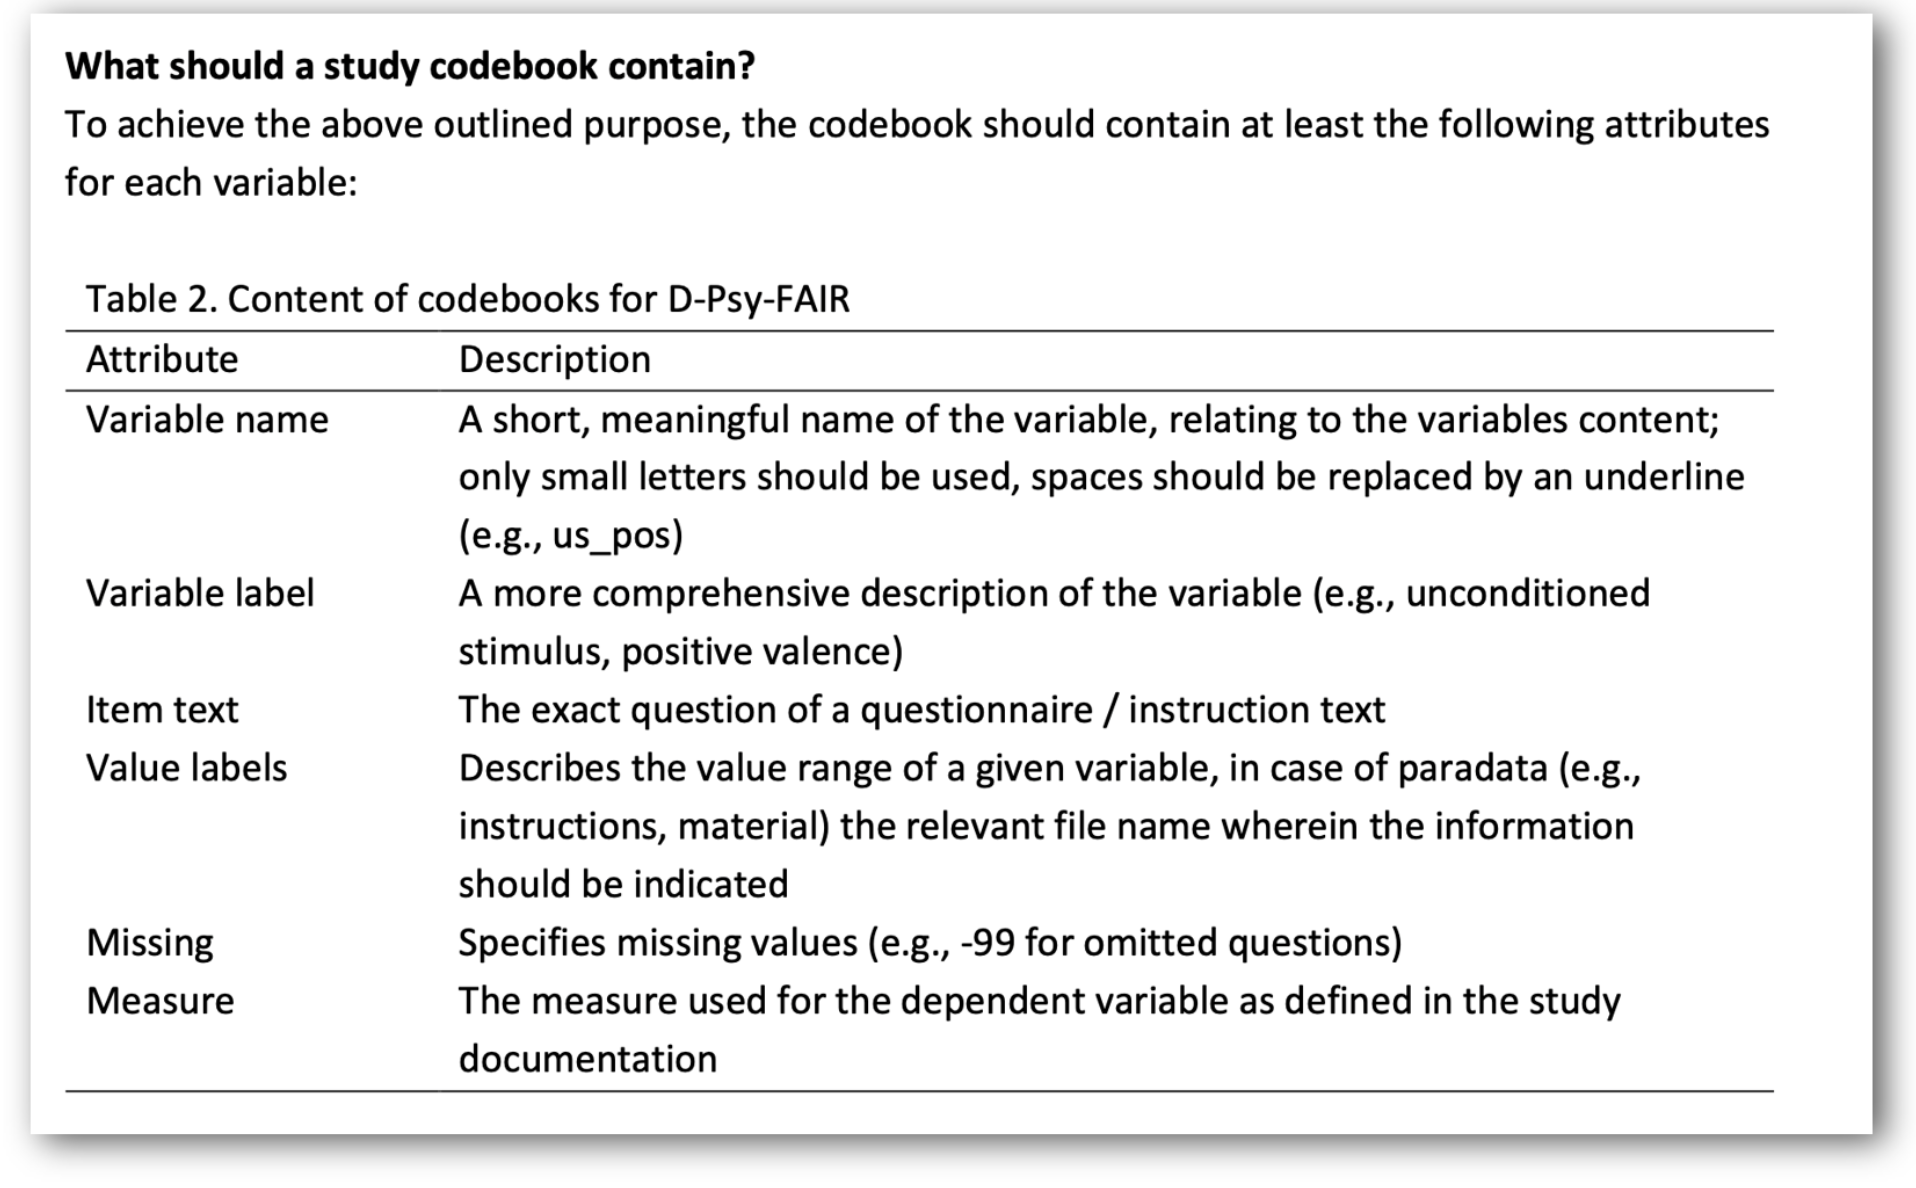 What should a study codebook contain?
To achieve the above outlined purpose, the codebook should contain at least the following attributes
for each variable:
Table 2. Content of codebooks for D-Psy-FAIR
Attribute Description
Variable name A short, meaningful name of the variable, relating to the variables content;
only small letters should be used, spaces should be replaced by an underline
(e.g., us_pos)
Variable label A more comprehensive description of the variable (e.g., unconditioned
stimulus, positive valence)
Item text The exact question of a questionnaire / instruction text
Value labels Describes the value range of a given variable, in case of paradata (e.g.,
instructions, material) the relevant file name wherein the information
should be indicated
Missing Specifies missing values (e.g., -99 for omitted questions)
Measure The measure used for the dependent variable as defined in the study
documentation